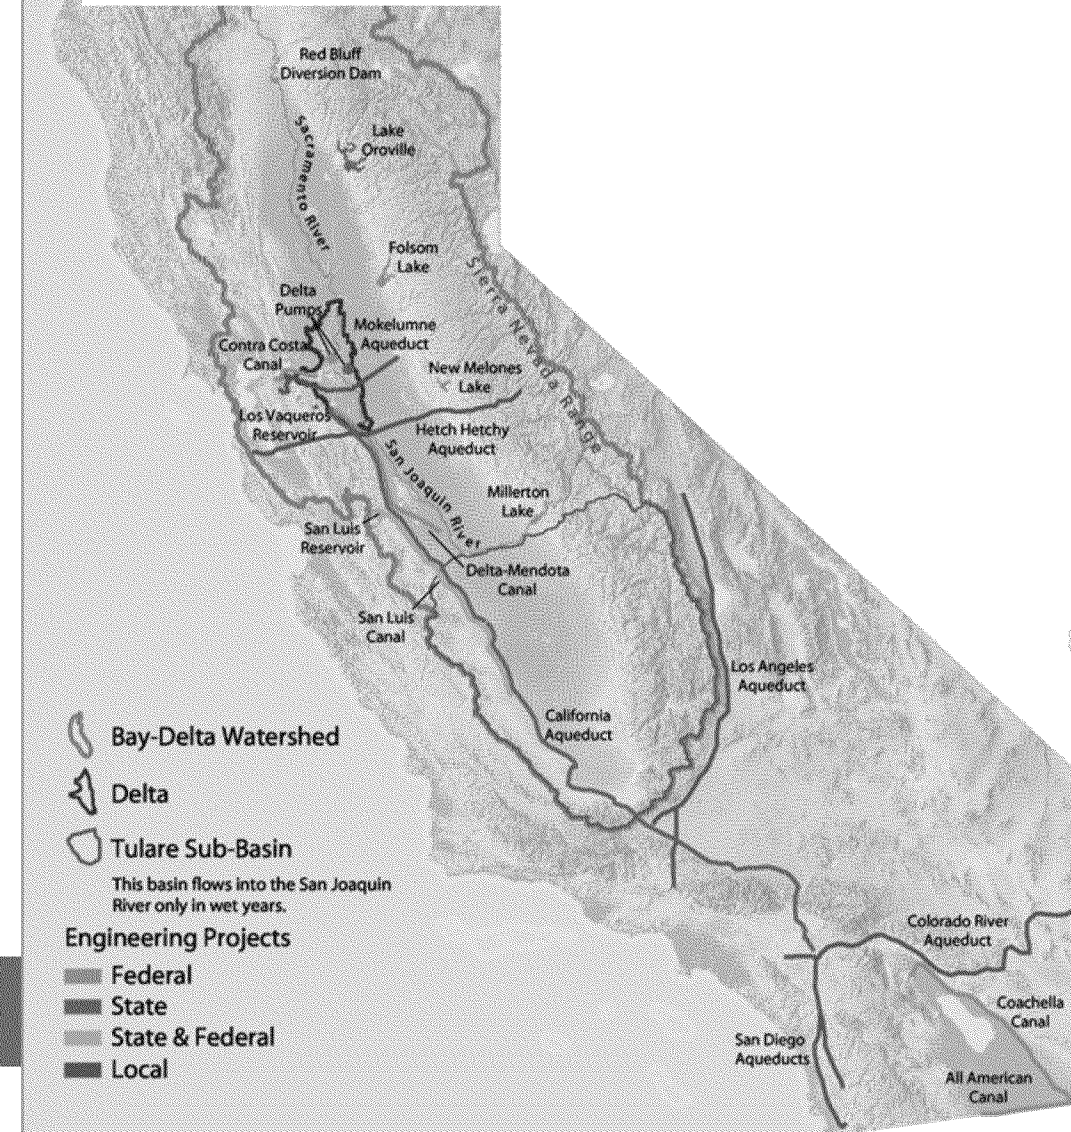 Red Bluff
Diversion Dam
Lake
Oroville
Sacramento River
Folsom
Lake
Sierra Nevada Range
Delta
Pumps
Mokelumne
Aqueduct
Contra Costa
Canal
New Melones
Lake
Los Vaqueros
Reservoir
Hetch Hetchy
Aqueduct
San Joaquin River
Millerton
Lake
San Luis
Reservoir
Delta-Mendota
Canal
San Luis
Canal
Los Angeles
Aqueduct
California
Aqueduct
Bay-Delta Watershed
Delta
Tulare Sub-Basin
This basin flows into the San Joaquin
River only in wet years.
Engineering Projects
Federal
State
State & Federal
Local
Colorado River
Aqueduct
Coachella
Canal
San Diego
Aqueducts
All American
Canal